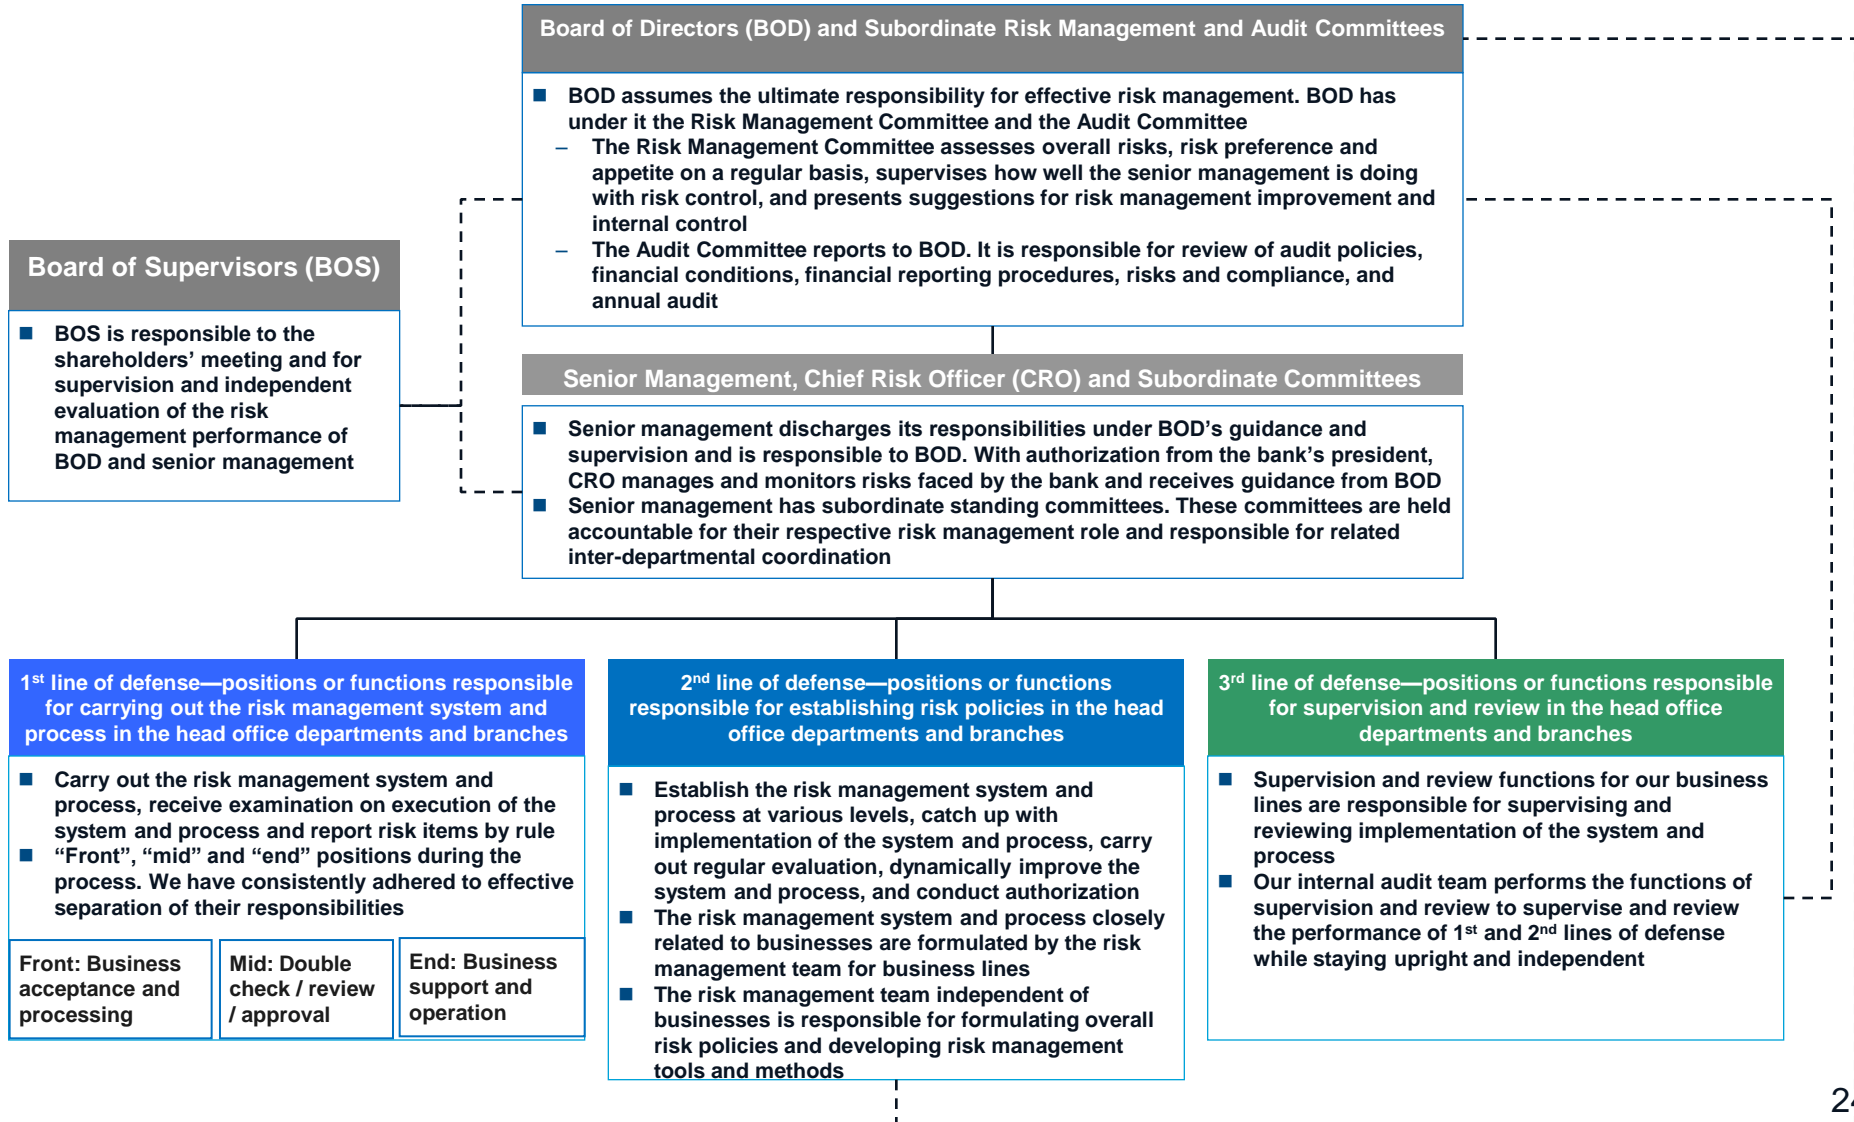 Board of Directors (BOD) and Subordinate Risk Management and Audit Committees
■ BOD assumes the ultimate responsibility for effective risk management. BOD has
under it the Risk Management Committee and the Audit Committee
– The Risk Management Committee assesses overall risks, risk preference and
appetite on a regular basis, supervises how well the senior management is doing
with risk control, and presents suggestions for risk management improvement and
internal control
– The Audit Committee reports to BOD. It is responsible for review of audit policies,
financial conditions, financial reporting procedures, risks and compliance, and
annual audit
Board of Supervisors (BOS)
■ BOS is responsible to the
shareholders’ meeting and for
supervision and independent
evaluation of the risk
management performance of
BOD and senior management
Senior Management, Chief Risk Officer (CRO) and Subordinate Committees
■ Senior management discharges its responsibilities under BOD’s guidance and
supervision and is responsible to BOD. With authorization from the bank’s president,
CRO manages and monitors risks faced by the bank and receives guidance from BOD
■ Senior management has subordinate standing committees. These committees are held
accountable for their respective risk management role and responsible for related
inter-departmental coordination
1st line of defense—positions or functions responsible
for carrying out the risk management system and
process in the head office departments and branches
■ Carry out the risk management system and
process, receive examination on execution of the
system and process and report risk items by rule
■ “Front”, “mid” and “end” positions during the
process. We have consistently adhered to effective
separation of their responsibilities
Front: Business
acceptance and
processing
Mid: Double
check / review
/ approval
End: Business
support and
operation
2nd line of defense—positions or functions
responsible for establishing risk policies in the head
office departments and branches
■ Establish the risk management system and
process at various levels, catch up with
implementation of the system and process, carry
out regular evaluation, dynamically improve the
system and process, and conduct authorization
■ The risk management system and process closely
related to businesses are formulated by the risk
management team for business lines
■ The risk management team independent of
businesses is responsible for formulating overall
risk policies and developing risk management
tools and methods
3rd line of defense—positions or functions responsible
for supervision and review in the head office
departments and branches
■ Supervision and review functions for our business
lines are responsible for supervising and
reviewing implementation of the system and
process
■ Our internal audit team performs the functions of
supervision and review to supervise and review
the performance of 1st and 2nd lines of defense
while staying upright and independent
24